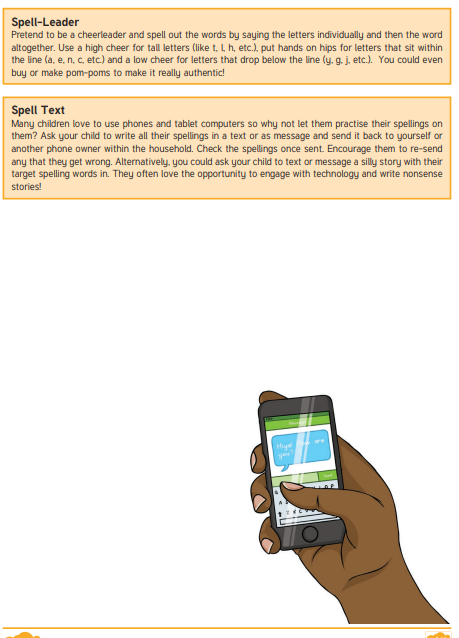 Spell-Leader
Pretend to be a cheerleader and spell out the words by saying the letters individually and then the word
altogether. Use a high cheer for tall letters (like t, l, h, etc.), put hands on hips for letters that sit within
the line (a, e, n, c, etc.) and a low cheer for letters that drop below the line (y, g, j, etc.). You could even
buy or make pom-poms to make it really authentic!
Spell Text
Many children love to use phones and tablet computers so why not let them practise their spellings on
them? Ask your child to write all their spellings in a text or as message and send it back to yourself or
another phone owner within the household. Check the spellings once sent. Encourage them to re-send
any that they get wrong. Alternatively, you could ask your child to text or message a silly story with their
target spelling words in. They often love the opportunity to engage with technology and write nonsense
stories!
are
you?